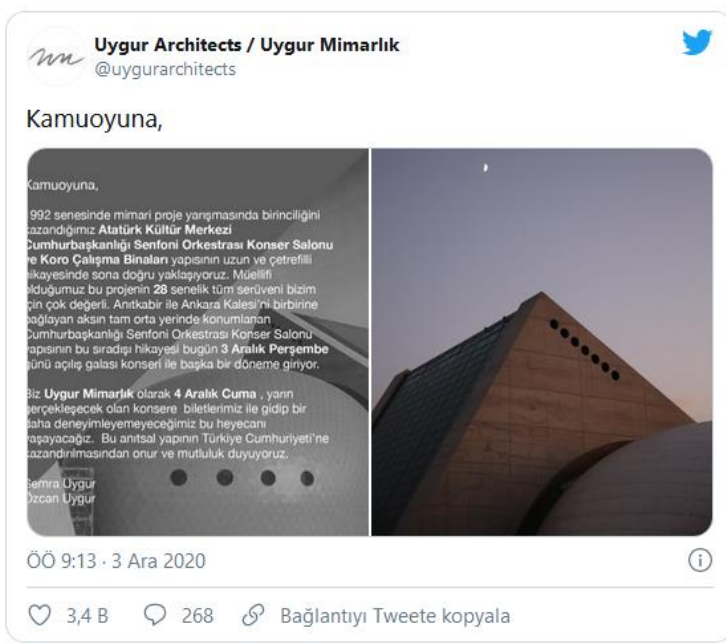 Uygur Architects / Uygur Mimarlık
@uygurarchitects
Kamuoyuna,
Kamuoyuna,
1992 senesinde mimari proje yarışmasında birinciliğini
kazandığımız Atatürk Kültür Merkezi
Cumhurbaşkanlığı Senfoni Orkestrası Konser Salonu
ve Koro Çalışma Binaları yapısının uzun ve çetrefilli
hikayesinde sona doğru yaklaşıyoruz. Müellifi
olduğumuz bu projenin 28 senelik tüm serüveni bizim
için çok değerli. Anıtkabir ile Ankara Kalesi'ni birbirine
bağlayan aksın tam orta yerinde konumlanan
Cumhurbaşkanlığı Senfoni Orkestrası Konser Salonu
yapısının bu sıradışı hikayesi bugün 3 Aralık Perşembe
günü açılış galası konseri ile başka bir döneme giriyor.
Biz Uygur Mimarlık olarak 4 Aralık Cuma , yarın
gerçekleşecek olan konsere biletlerimiz ile gidip bir
daha deneyimleyemeyeceğimiz bu heyecanı
yaşayacağız. Bu anıtsal yapının Türkiye Cumhuriyeti'ne
kazandırılmasından onur ve mutluluk duyuyoruz.
Semra Uygur
Özcan Uygur
ÖÖ 9:13 · 3 Ara 2020
3,4 B 268 Bağlantıyı Tweete kopyala